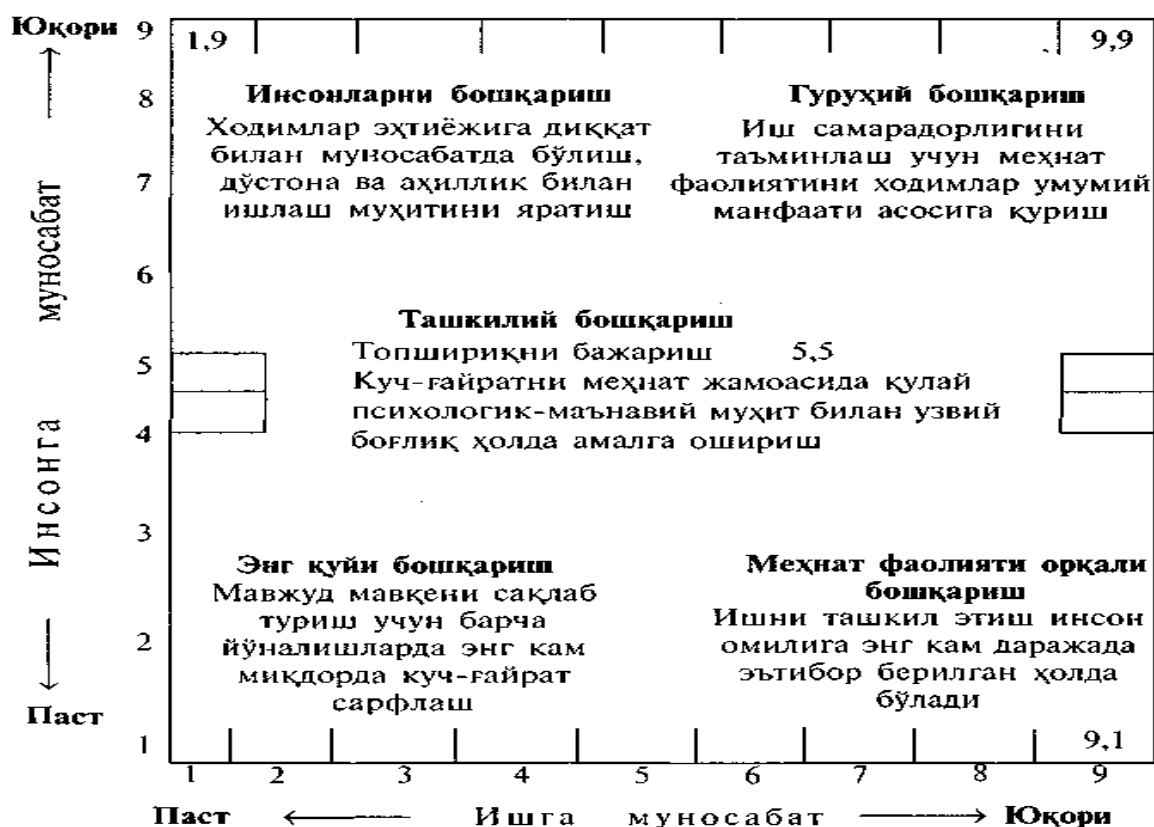 Юқори
9
1,9
9,9
8
Инсонларни бошқариш
Ходимлар эҳтиёжига диққат
билан муносабатда бўлиш,
дўстона ва аҳиллик билан
ишлаш муҳитини яратиш
Гуруҳий бошқариш
Иш самарадорлигини
таъминлаш учун меҳнат
фаолиятини ходимлар умумий
манфаати асосига қуриш
7
6
Инсонга муносабат
Ташкилий бошқариш
Топшириқни бажариш 5,5
Куч-ғайратни меҳнат жамоасида қулай
психологик-маънавий муҳит билан узвий
боғлиқ ҳолда амалга ошириш
5
4
3
Энг қуйи бошқариш
Мавжуд мавқени сақлаб
туриш учун барча
йўналишларда энг кам
миқдорда куч-ғайрат
сарфлаш
Меҳнат фаолияти орқали
бошқариш
Ишни ташкил этиш инсон
омилига энг кам даражада
эътибор берилган ҳолда
бўлади
2
Паст
1
9,1
1 2 3 4 5 6 7 8 9
Паст ← Ишга муносабат → Юқори